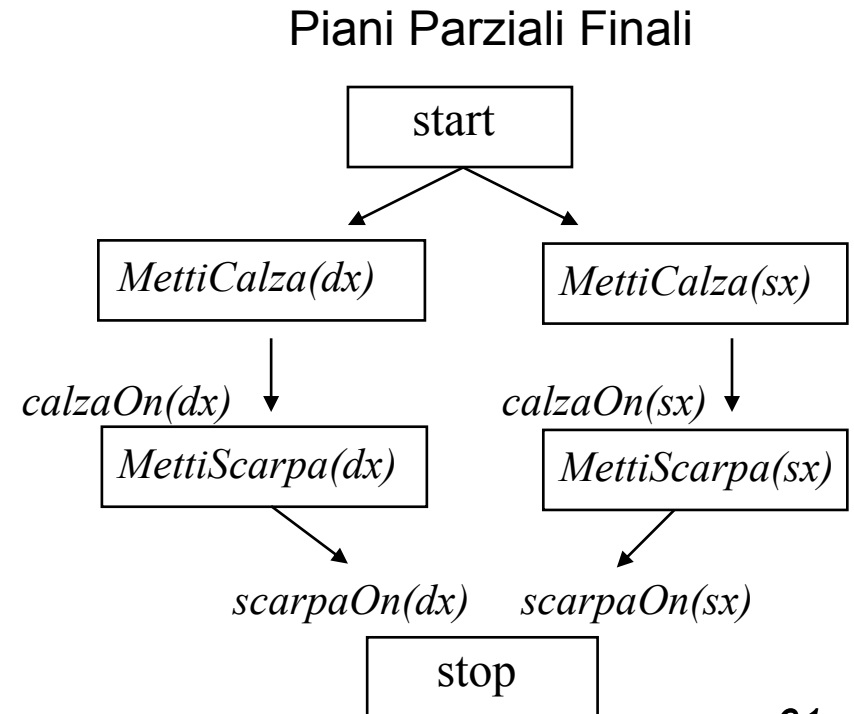 Piani Parziali Finali
start
MettiCalza(dx)
MettiCalza(sx)
calzaOn(dx)
calzaOn(sx)
MettiScarpa(dx)
MettiScarpa(sx)
scarpaOn(dx)
scarpaOn(sx)
stop